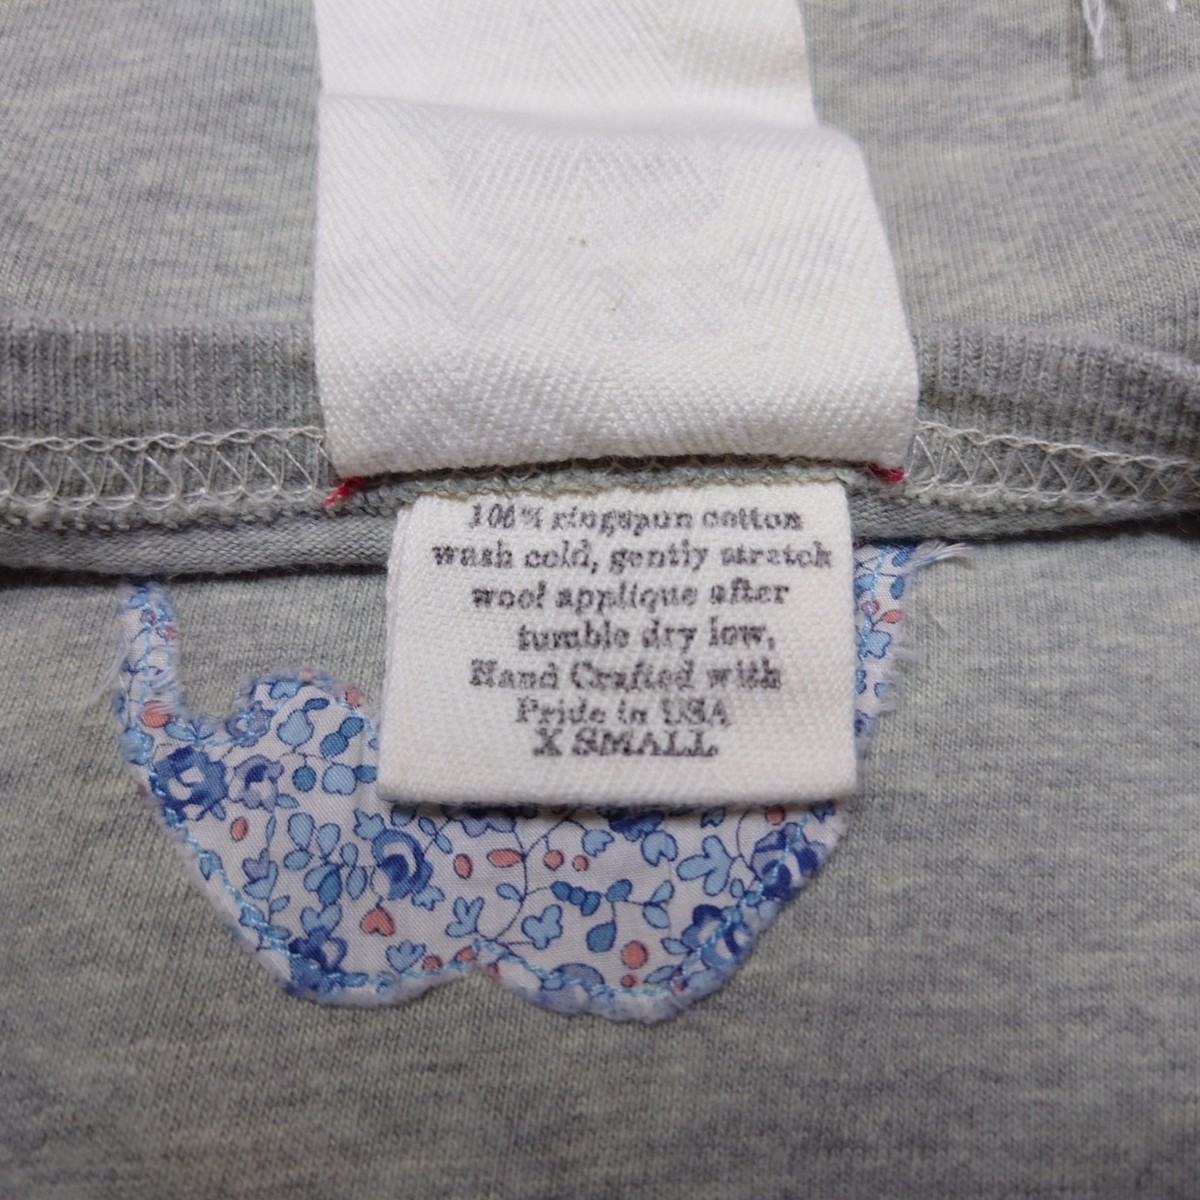 100% ringspun cotton
wash cold, gently stretch
wool applique after
tumble dry low,
Hand Crafted with
Pride in USA
X SMALL